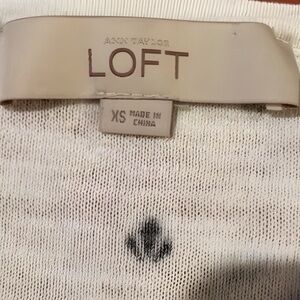 ANN TAYLOR
LOFT
XS MADE IN
CHINA